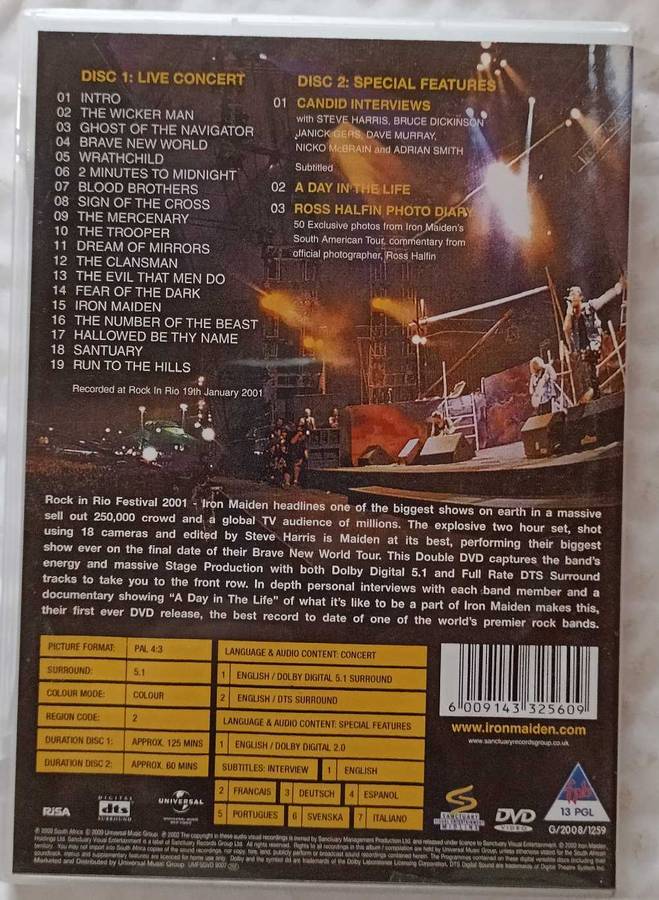 DISC 1: LIVE CONCERT
01 INTRO
02 THE WICKER MAN
03 GHOST OF THE NAVIGATOR
04 BRAVE NEW WORLD
05 WRATHCHILD
06 2 MINUTES TO MIDNIGHT
07 BLOOD BROTHERS
08 SIGN OF THE CROSS
09 THE MERCENARY
10 THE TROOPER
11 DREAM OF MIRRORS
12 THE CLANSMAN
13 THE EVIL THAT MEN DO
14 FEAR OF THE DARK
15 IRON MAIDEN
16 THE NUMBER OF THE BEAST
17 HALLOWED BE THY NAME
18 SANTUARY
19 RUN TO THE HILLS
Recorded at Rock In Rio 19th January 2001
DISC 2: SPECIAL FEATURES
01 CANDID INTERVIEWS
with STEVE HARRIS, BRUCE DICKINSON
JANICK GERS, DAVE MURRAY,
NICKO McBRAIN and ADRIAN SMITH
Subtitled
02 A DAY IN THE LIFE
03 ROSS HALFIN PHOTO DIARY
50 Exclusive photos from Iron Maiden's
South American Tour, commentary from
official photographer, Ross Halfin
Rock in Rio Festival 2001 - Iron Maiden headlines one of the biggest shows on earth in a massive
sell out 250,000 crowd and a global TV audience of millions. The explosive two hour set, shot
using 18 cameras and edited by Steve Harris is Maiden at its best, performing their biggest
show ever on the final date of their Brave New World Tour. This Double DVD captures the band's
energy and massive Stage Production with both Dolby Digital 5.1 and Full Rate DTS Surround
tracks to take you to the front row. In depth personal interviews with each band member and a
documentary showing "A Day in The Life" of what it's like to be a part of Iron Maiden makes this,
their first ever DVD release, the best record to date of one of the world's premier rock bands.
PICTURE FORMAT: PAL 4:3
SURROUND: 5.1
COLOUR MODE: COLOUR
REGION CODE: 2
DURATION DISC 1: APPROX. 125 MINS
DURATION DISC 2: APPROX. 60 MINS
LANGUAGE & AUDIO CONTENT: CONCERT
1 ENGLISH / DOLBY DIGITAL 5.1 SURROUND
2 ENGLISH / DTS SURROUND
LANGUAGE & AUDIO CONTENT: SPECIAL FEATURES
1 ENGLISH / DOLBY DIGITAL 2.0
SUBTITLES: INTERVIEW 1 ENGLISH
2 FRANCAIS 3 DEUTSCH 4 ESPANOL
5 PORTUGUES 6 SVENSKA 7 ITALIANO
6 009143 325609
www.ironmaiden.com
www.sanctuaryrecordsgroup.co.uk
RiSA
DIGITAL
dts
SURROUND
UNIVERSAL
SANCTUARY
DVD
VIDEO
fpb
13 PGL
G/2008/1259
Marketed and Distributed by Universal Music Group